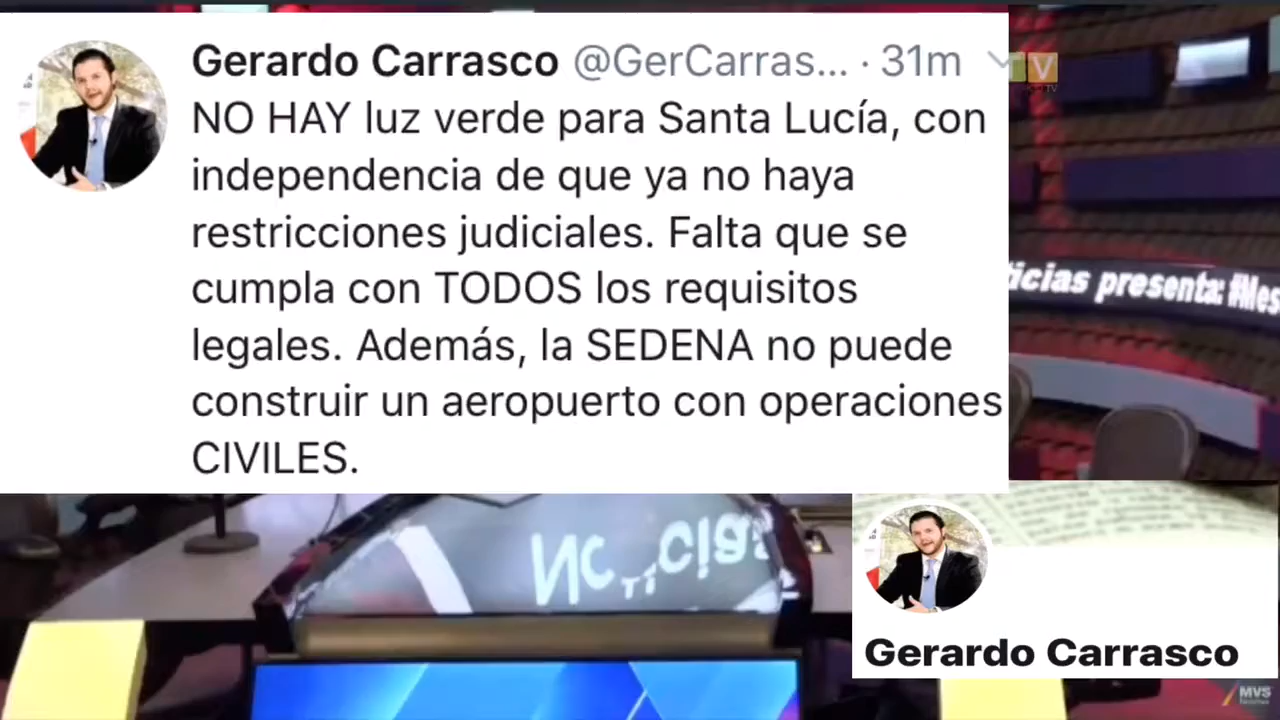 Gerardo Carrasco @GerCarras... · 31m
NO HAY luz verde para Santa Lucía, con
independencia de que ya no haya
restricciones judiciales. Falta que se
cumpla con TODOS los requisitos
legales. Además, la SEDENA no puede
construir un aeropuerto con operaciones
CIVILES.
V
TV
ticias presenta: #Mes
Gerardo Carrasco
MVS